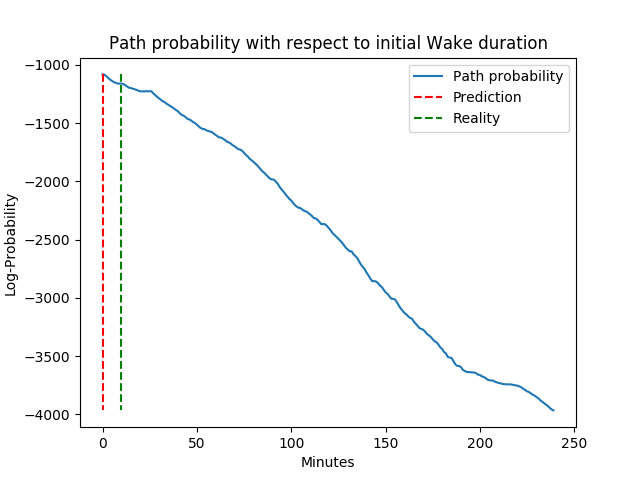 Path probability with respect to initial Wake duration
Path probability
Prediction
Reality
Log-Probability
−1000
−1500
−2000
−2500
−3000
−3500
−4000
0 50 100 150 200 250
Minutes